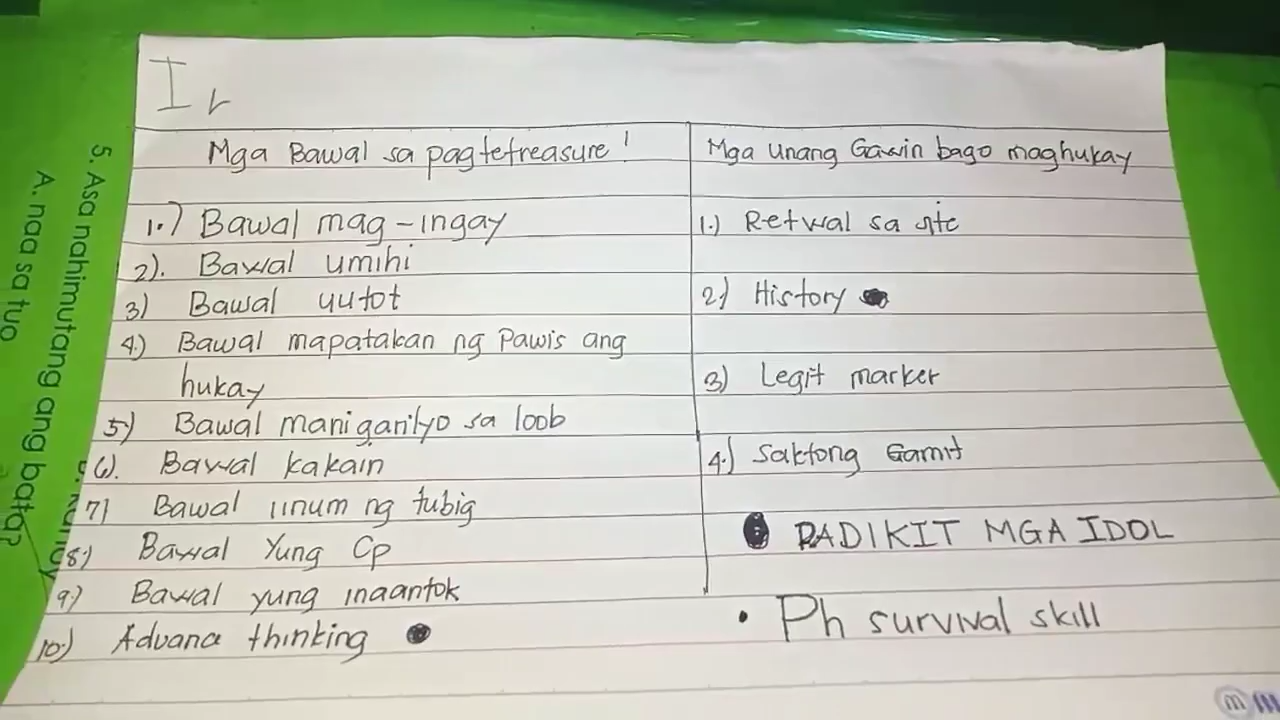 I
Mga Bawal sa pagtetreasure!
1.) Bawal mag-ingay
2). Bawal umihi
3) Bawal uutot
4.) Bawal mapatakan ng Pawis ang
hukay
5) Bawal manigarilyo sa loob
6). Bawal kakain
7) Bawal iinum ng tubig
8.) Bawal Yung Cp
9.) Bawal yung inaantok
10.) Advance thinking
Mga Unang Gawin bago maghukay
1.) Retwal sa site
2) History
3) Legit marker
4.) Saktong Gamit
PADIKIT MGA IDOL
• Ph survival skill
5. Asa nahimutang ang bata?
A. naa sa tuo